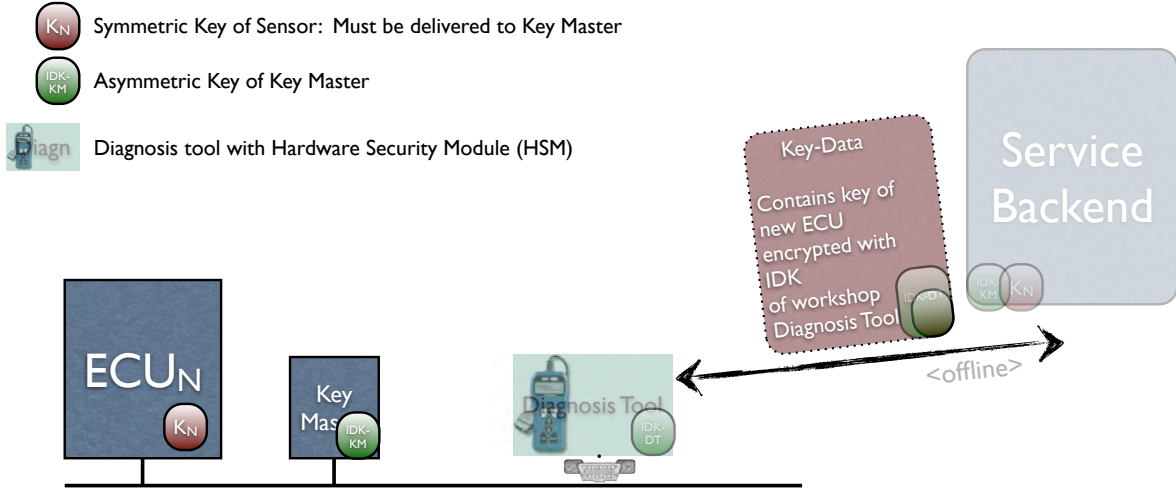 KN Symmetric Key of Sensor: Must be delivered to Key Master
IDK-
KM
Asymmetric Key of Key Master
Diagn
Diagnosis tool with Hardware Security Module (HSM)
Key-Data
Contains key of
new ECU
encrypted with
IDK
of workshop
Diagnosis Tool
IDK-DT
Service
Backend
IDK-
KM
KN
<offline>
ECUN
KN
Key
Mas
IDK-
KM
Diagnosis Tool
IDK-
DT